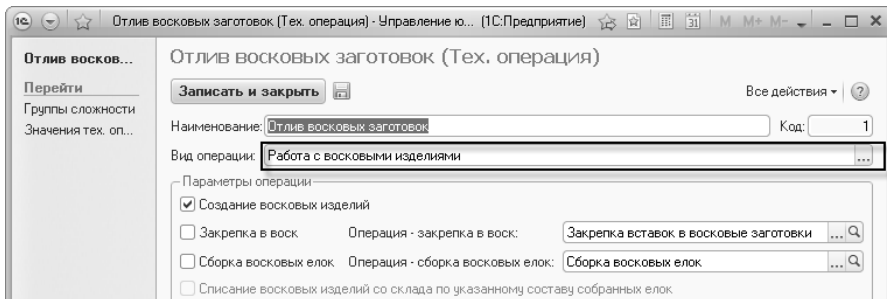 Отлив восковых заготовок (Тех. операция) - Управление ю... (1С:Предприятие) 31 M M+ M-
Отлив восков...
Перейти
Группы сложности
Значения тех. оп...
Отлив восковых заготовок (Тех. операция)
Записать и закрыть Все действия ?
Наименование: Отлив восковых заготовок Код: 1
Вид операции: Работа с восковыми изделиями ...
Параметры операции
Создание восковых изделий
Закрепка в воск Операция - закрепка в воск: Закрепка вставок в восковые заготовки ...
Сборка восковых елок Операция - сборка восковых елок: Сборка восковых елок ...
Списание восковых изделий со склада по указанному составу собранных елок